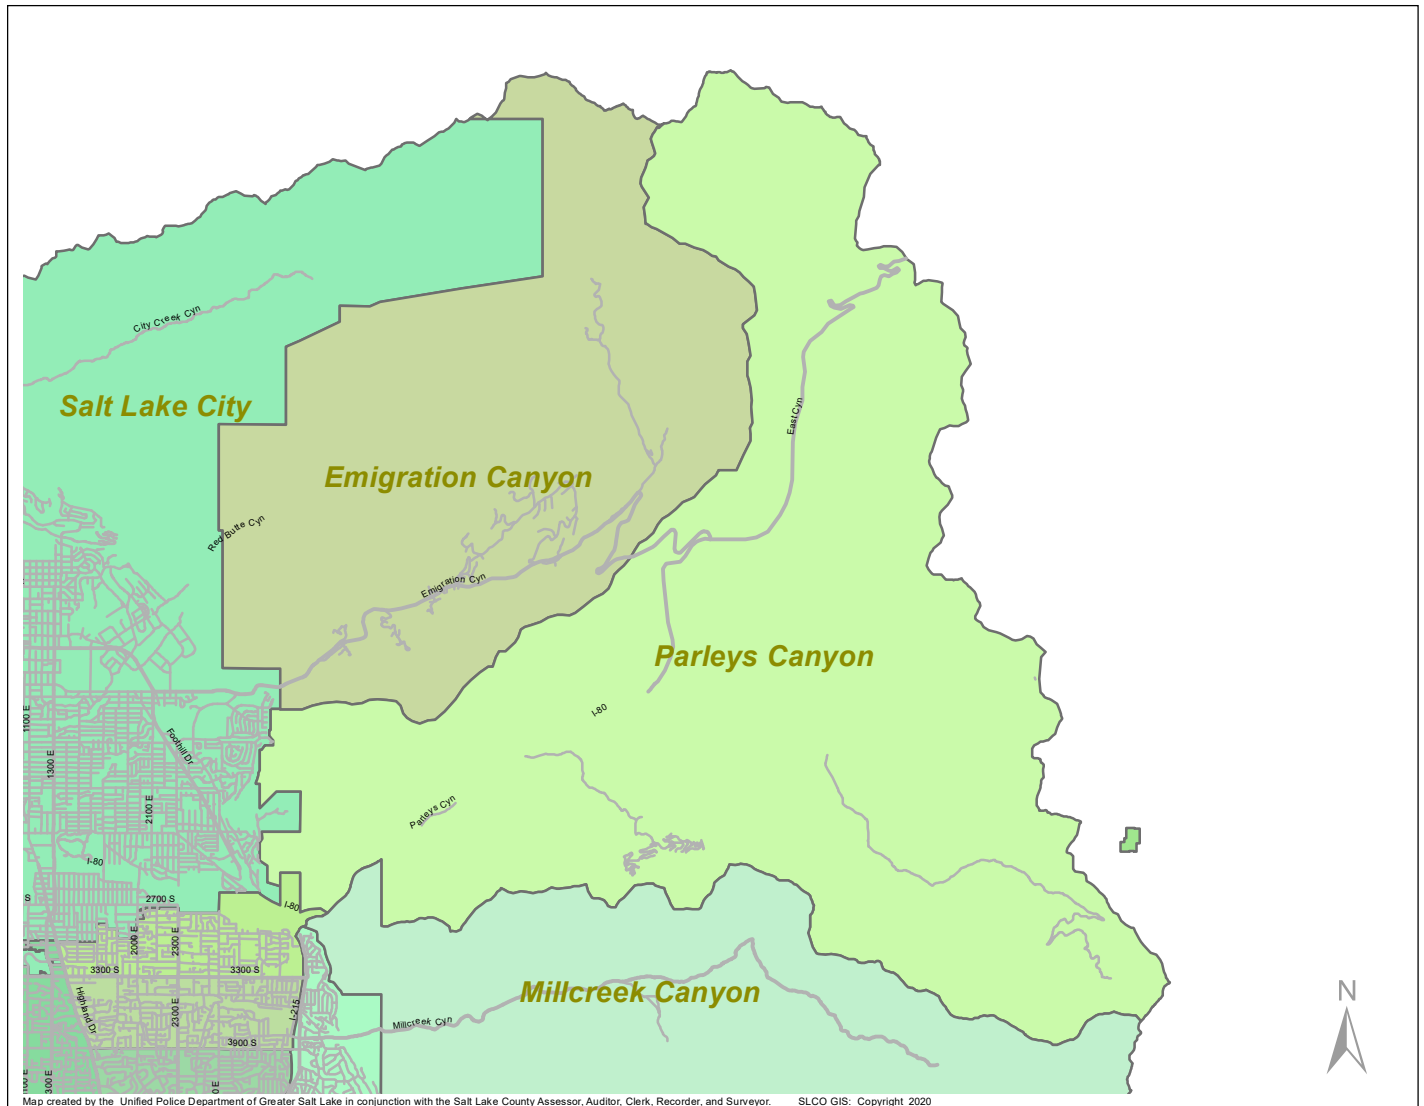 City Creek Cyn
Salt Lake City
East Cyn
Emigration Canyon
Red Butte Cyn
Emigration Cyn
Parleys Canyon
I-80
1100 E
Foothill Dr
1300 E
2100 E
Parleys Cyn
I-80
S
2700 S
I-80
2000 E
2300 E
3300 S
3300 S
Millcreek Canyon
N
Highland Dr
2300 E
I-215
Millcreek Cyn
3900 S
Map created by the Unified Police Department of Greater Salt Lake in conjunction with the Salt Lake County Assessor, Auditor, Clerk, Recorder, and Surveyor. SLCO GIS: Copyright 2020